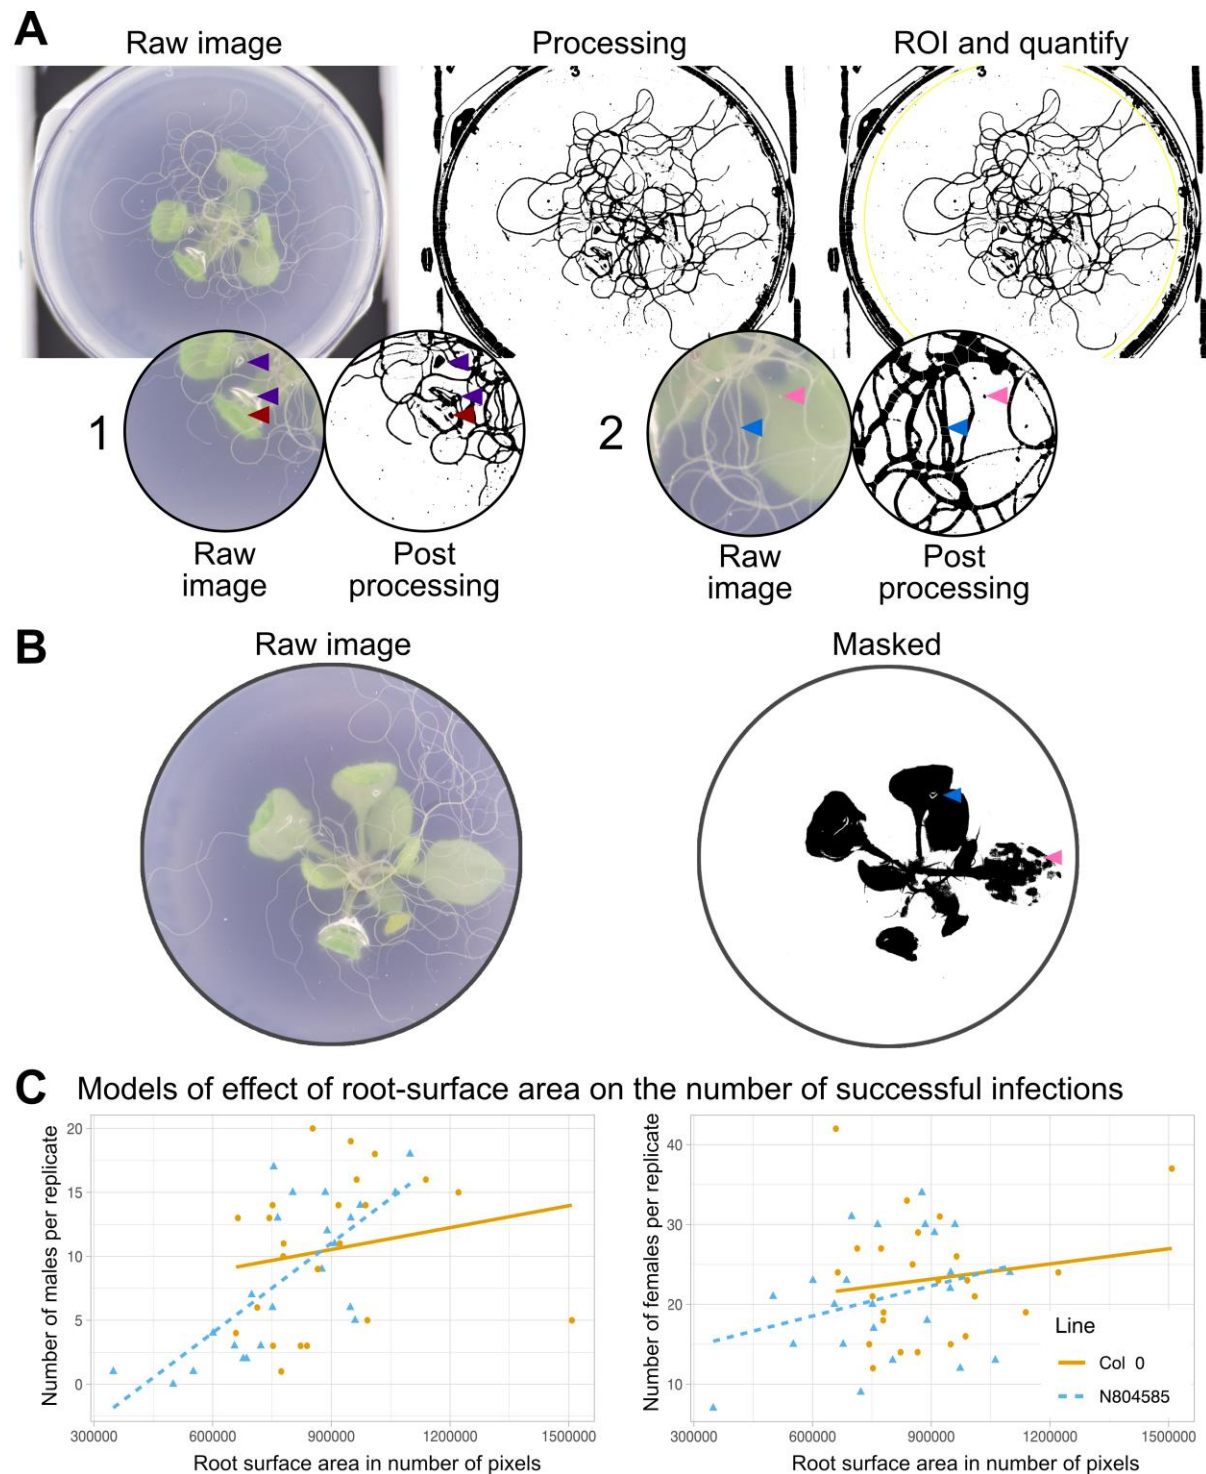 A
Raw image
Processing
ROI and quantify
3
3
3
1
Raw
image
Post
processing
2
Raw
image
Post
processing
B
Raw image
Masked
C Models of effect of root-surface area on the number of successful infections
Number of males per replicate
20
15
10
5
0
300000 600000 900000 1200000 1500000
Root surface area in number of pixels
Number of females per replicate
40
30
20
10
300000 600000 900000 1200000 1500000
Root surface area in number of pixels
Line
Col 0
N804585